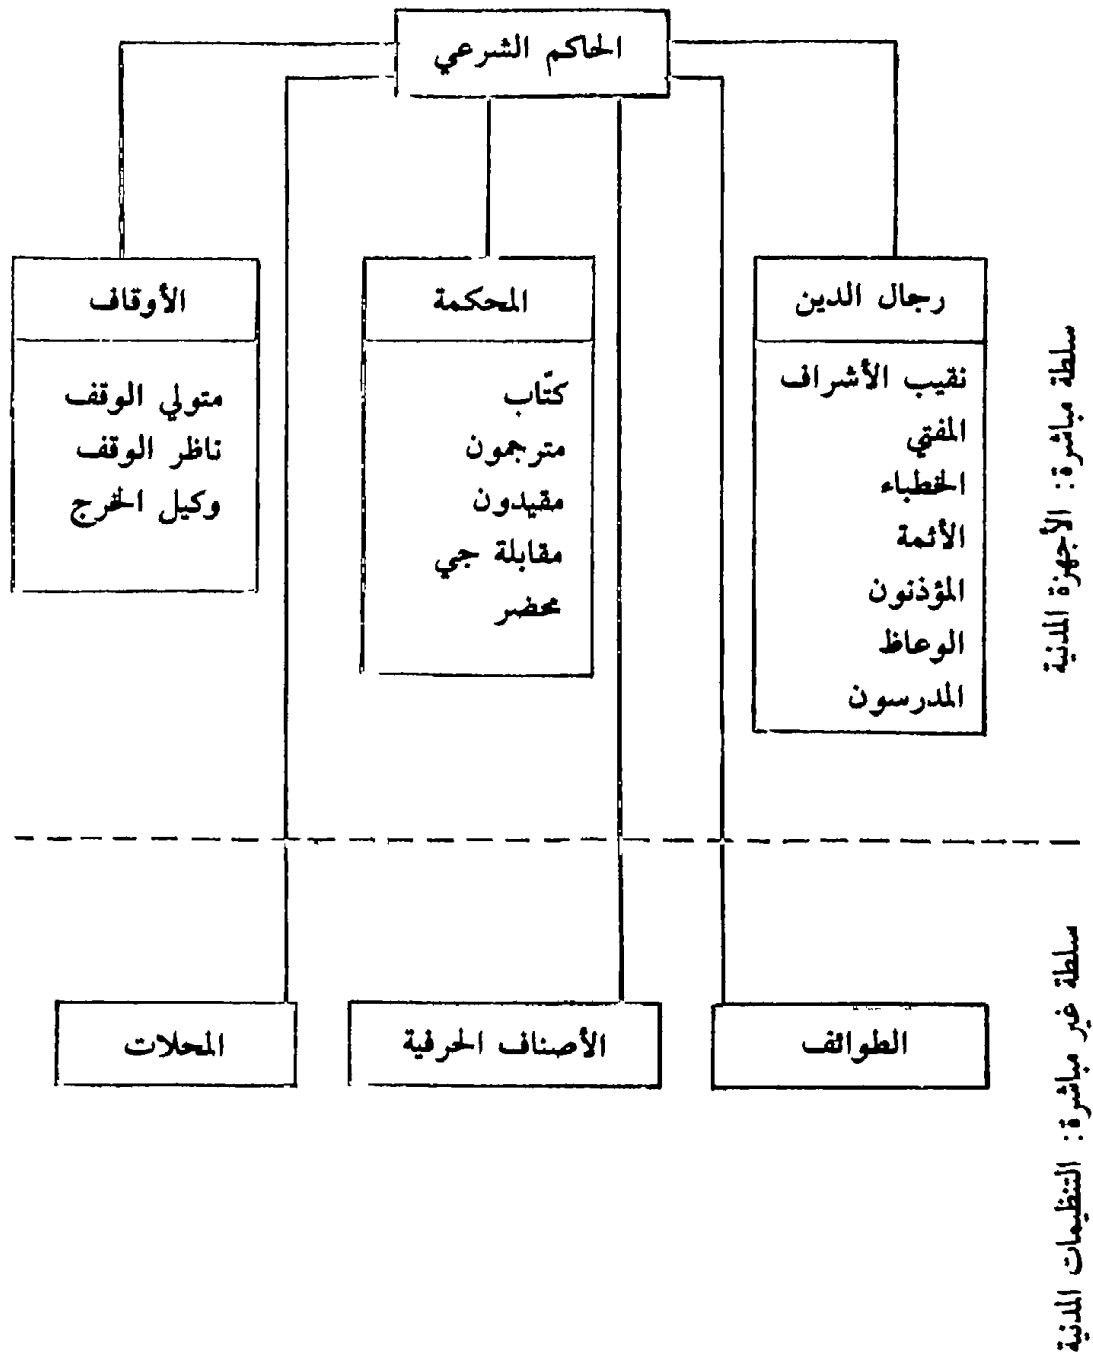 الحاكم الشرعي
رجال الدين
نقيب الأشراف
المفتي
الخطباء
الأئمة
المؤذنون
الوعاظ
المدرسون
المحكمة
كتّاب
مترجمون
مقيدون
مقابلة جي
محضر
الأوقاف
متولي الوقف
ناظر الوقف
وكيل الخرج
سلطة مباشرة: الأجهزة المدنية
الطوائف
الأصناف الحرفية
المحلات
سلطة غير مباشرة: التنظيمات المدنية